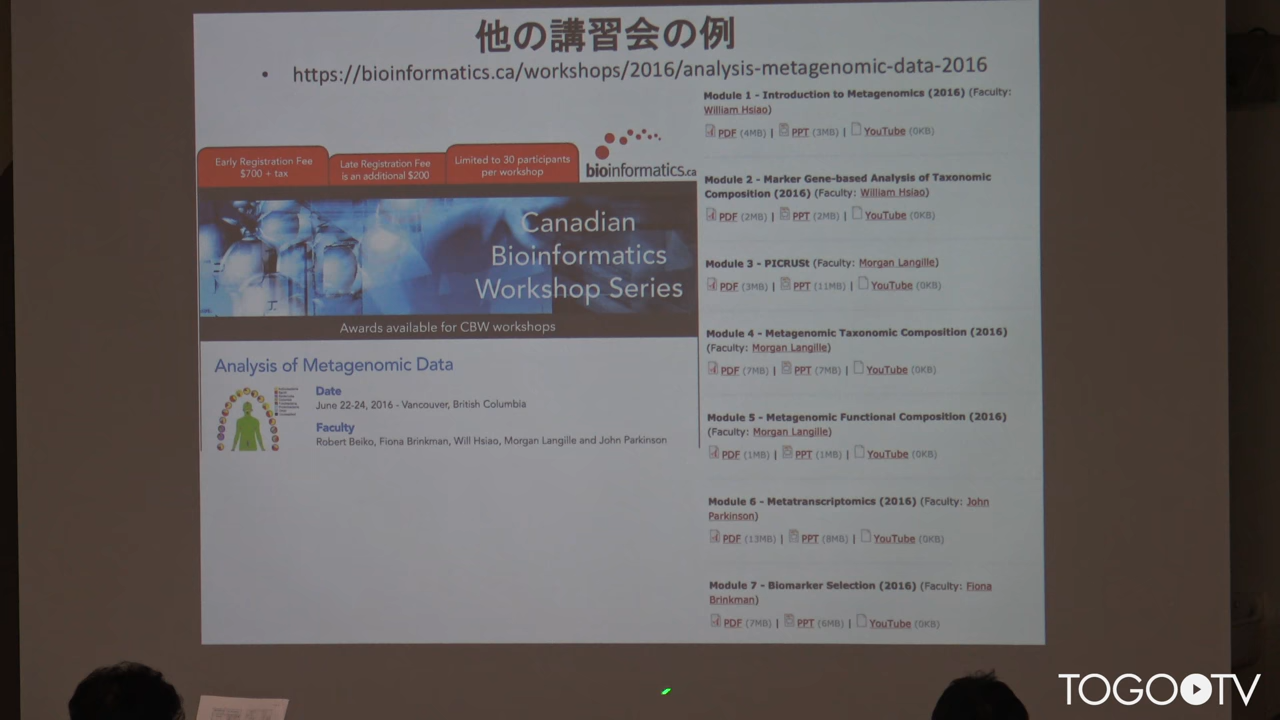 他の講習会の例
• https://bioinformatics.ca/workshops/2016/analysis-metagenomic-data-2016
Early Registration Fee
$700 + tax
Late Registration Fee
is an additional $200
Limited to 30 participants
per workshop
bioinformatics.ca
Canadian
Bioinformatics
Workshop Series
Awards available for CBW workshops
Analysis of Metagenomic Data
Date
June 22-24, 2016 - Vancouver, British Columbia
Faculty
Robert Beiko, Fiona Brinkman, Will Hsiao, Morgan Langille and John Parkinson
Module 1 - Introduction to Metagenomics (2016) (Faculty:
William Hsiao)
PDF (4MB) | PPT (3MB) | YouTube (0KB)
Module 2 - Marker Gene-based Analysis of Taxonomic
Composition (2016) (Faculty: William Hsiao)
PDF (2MB) | PPT (2MB) | YouTube (0KB)
Module 3 - PICRUSt (Faculty: Morgan Langille)
PDF (3MB) | PPT (11MB) | YouTube (0KB)
Module 4 - Metagenomic Taxonomic Composition (2016)
(Faculty: Morgan Langille)
PDF (7MB) | PPT (7MB) | YouTube (0KB)
Module 5 - Metagenomic Functional Composition (2016)
(Faculty: Morgan Langille)
PDF (1MB) | PPT (1MB) | YouTube (0KB)
Module 6 - Metatranscriptomics (2016) (Faculty: John
Parkinson)
PDF (13MB) | PPT (8MB) | YouTube (0KB)
Module 7 - Biomarker Selection (2016) (Faculty: Fiona
Brinkman)
PDF (7MB) | PPT (6MB) | YouTube (0KB)
TOGO TV